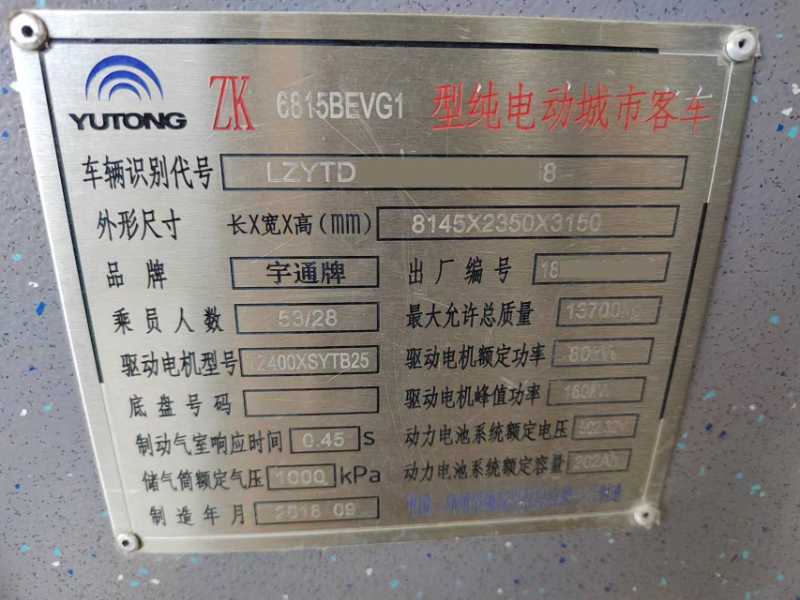 YUTONG ZK 6815BEVG1 型纯电动城市客车
车辆识别代号 LZYTD 8
外形尺寸 长X宽X高(mm) 8145X2350X3150
品牌 宇通牌 出厂编号 18
乘员人数 53/28 最大允许总质量 13700kg
驱动电机型号 2400XSYTB25 驱动电机额定功率
底盘号码 驱动电机峰值功率
制动气室响应时间 0.45 s 动力电池系统额定电压
储气筒额定气压 1000 kPa 动力电池系统额定容量
制造年月 2018 09